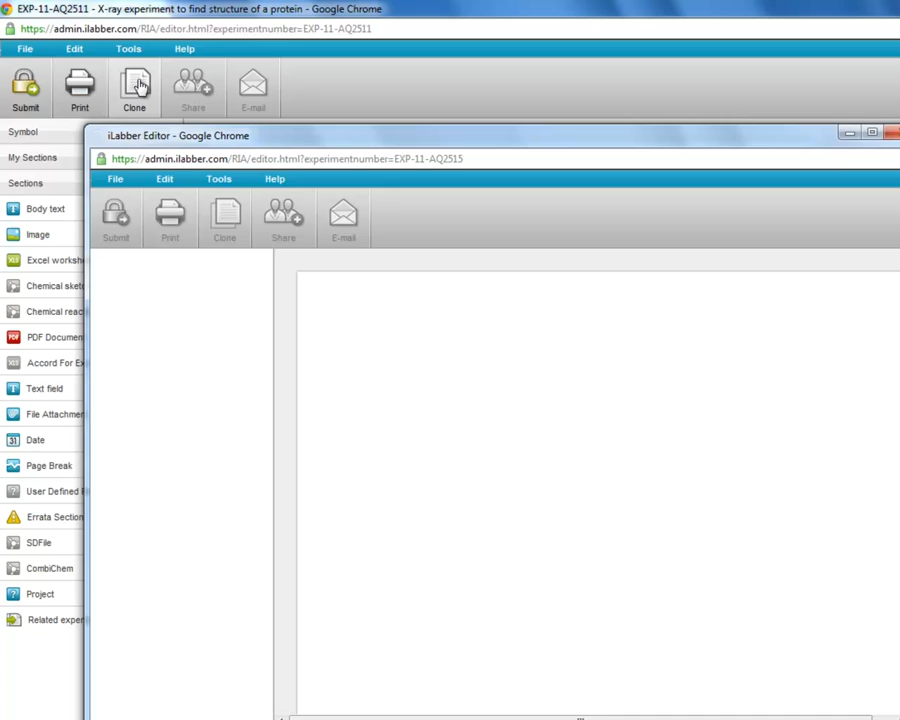 EXP-11-AQ2511 - X-ray experiment to find structure of a protein - Google Chrome
https://admin.ilabber.com/RIA/editor.html?experimentnumber=EXP-11-AQ2511
File Edit Tools Help
Submit Print Clone Share E-mail
Symbol
My Sections
Sections
Body text
Image
Excel worksh
Chemical sket
Chemical reac
PDF Documen
Accord For Ex
Text field
File Attachmen
Date
Page Break
User Defined F
Errata Section
SDFile
CombiChem
Project
Related exper
iLabber Editor - Google Chrome
https://admin.ilabber.com/RIA/editor.html?experimentnumber=EXP-11-AQ2515
File Edit Tools Help
Submit Print Clone Share E-mail